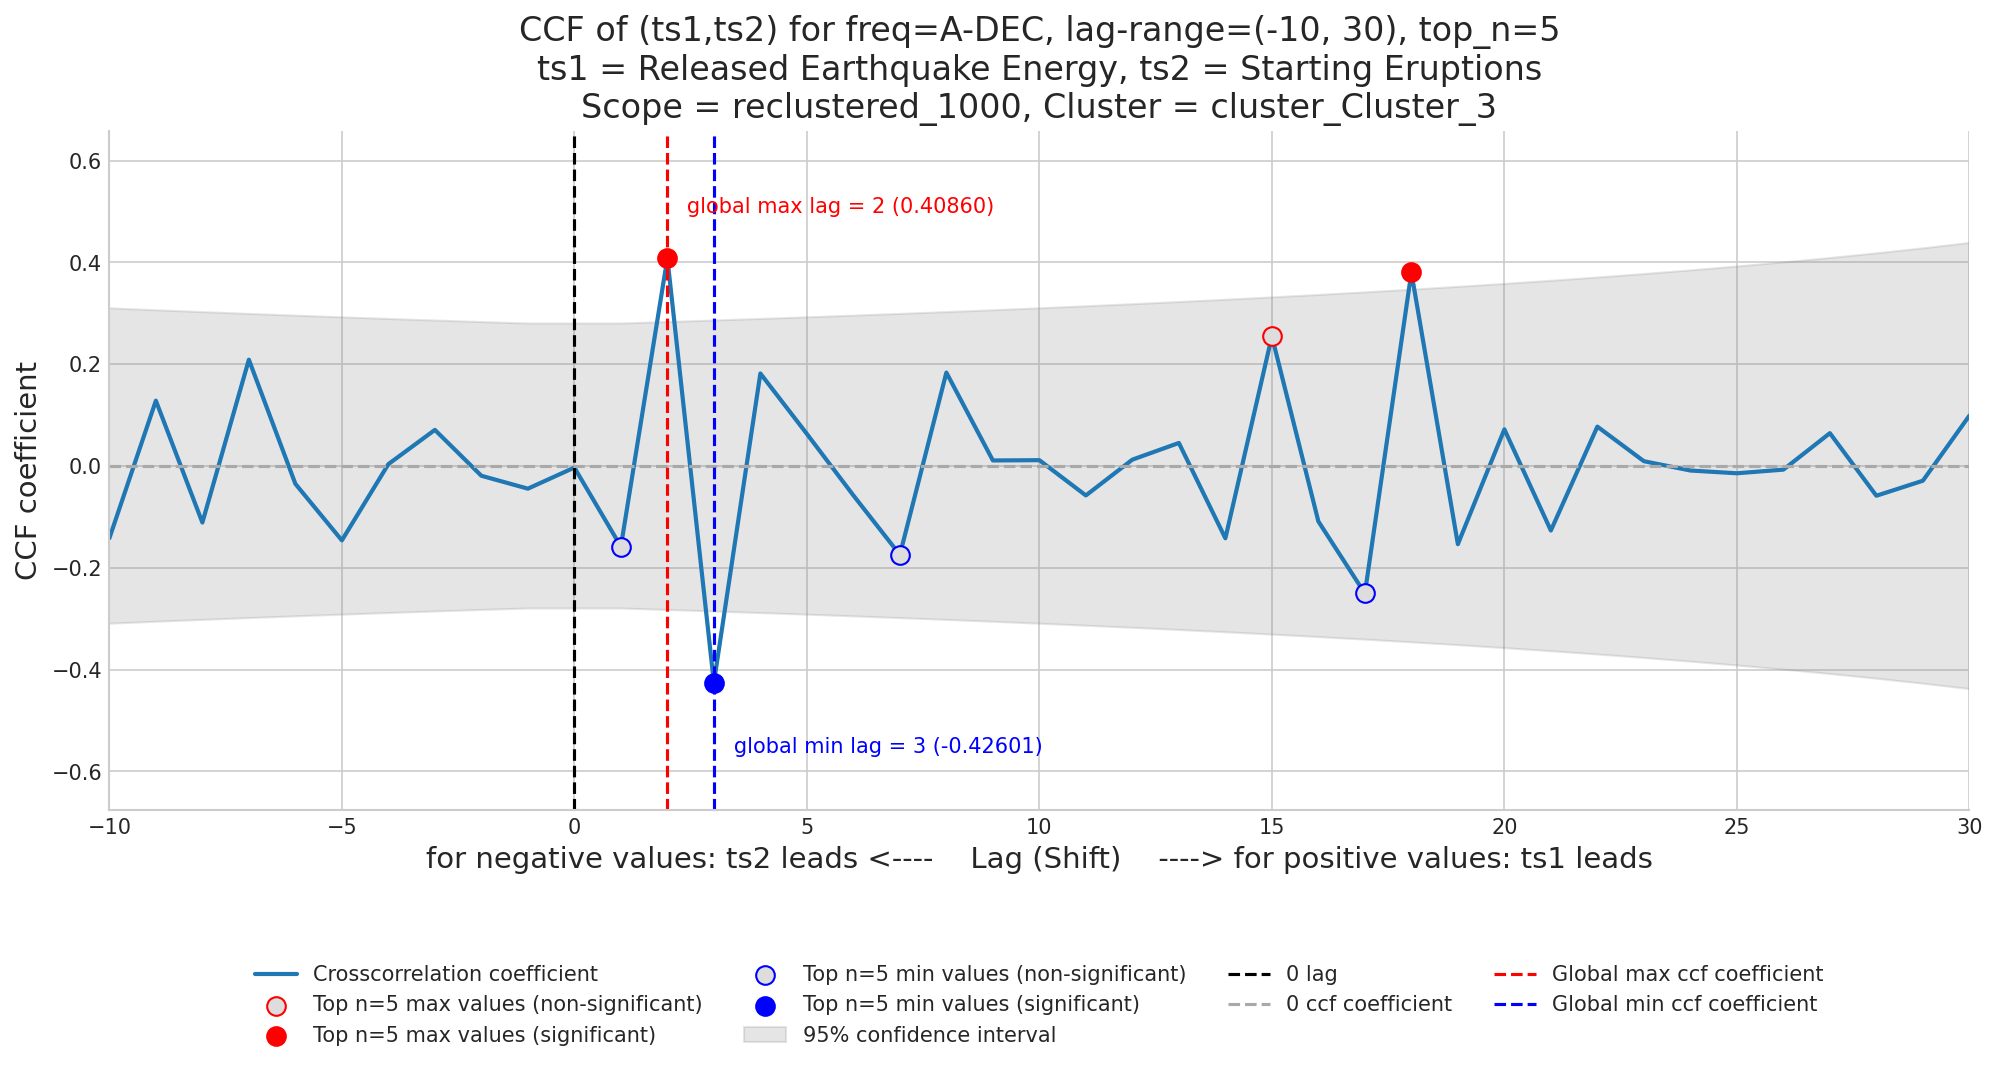 CCF of (ts1,ts2) for freq=A-DEC, lag-range=(-10, 30), top_n=5
ts1 = Released Earthquake Energy, ts2 = Starting Eruptions
Scope = reclustered_1000, Cluster = cluster_Cluster_3
CCF coefficient
0.6
0.4
0.2
0.0
−0.2
−0.4
−0.6
global max lag = 2 (0.40860)
global min lag = 3 (-0.42601)
−10
−5
0
5
10
15
20
25
30
for negative values: ts2 leads <---- Lag (Shift) ----> for positive values: ts1 leads
Crosscorrelation coefficient
Top n=5 max values (non-significant)
Top n=5 max values (significant)
Top n=5 min values (non-significant)
Top n=5 min values (significant)
95% confidence interval
0 lag
0 ccf coefficient
Global max ccf coefficient
Global min ccf coefficient